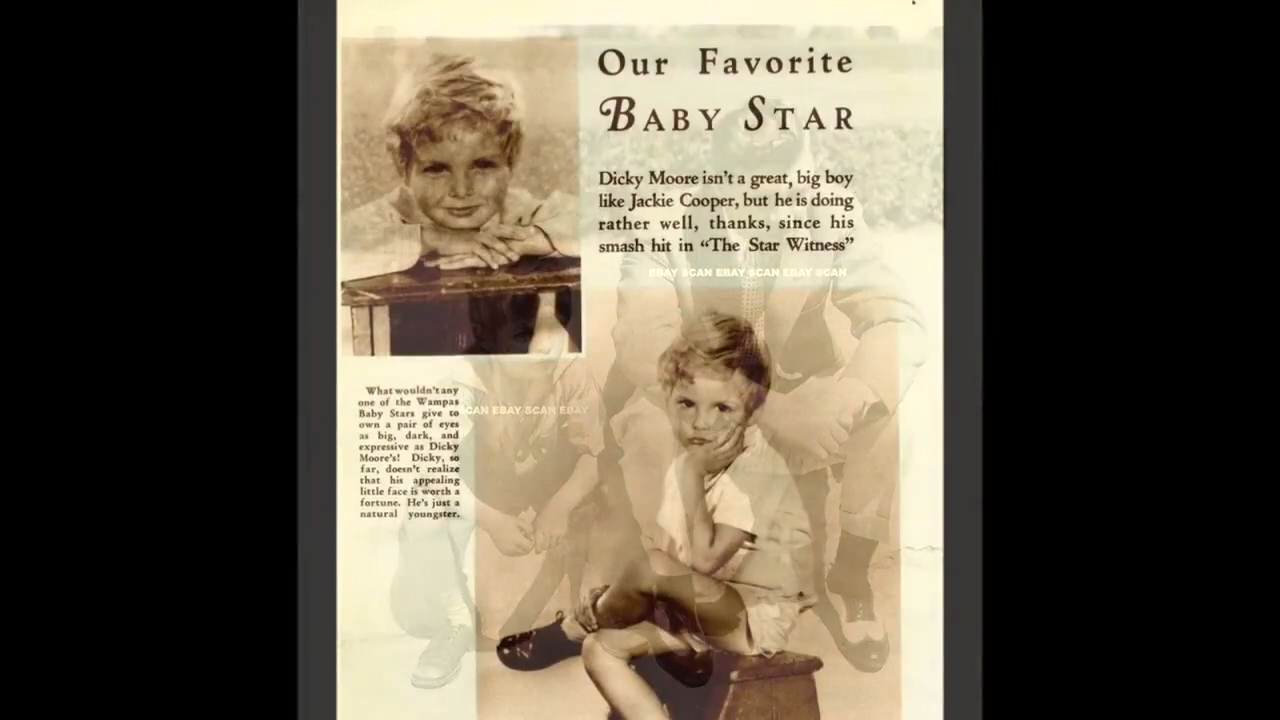 Our Favorite
BABY STAR
Dicky Moore isn't a great, big boy
like Jackie Cooper, but he is doing
rather well, thanks, since his
smash hit in “The Star Witness”
EBAY SCAN EBAY SCAN EBAY SCAN
What wouldn't any
one of the Wampas
Baby Stars give to
own a pair of eyes
as big, dark, and
expressive as Dicky
Moore's! Dicky, so
far, doesn't realize
that his appealing
little face is worth a
fortune. He's just a
natural youngster.
SCAN EBAY SCAN EBAY